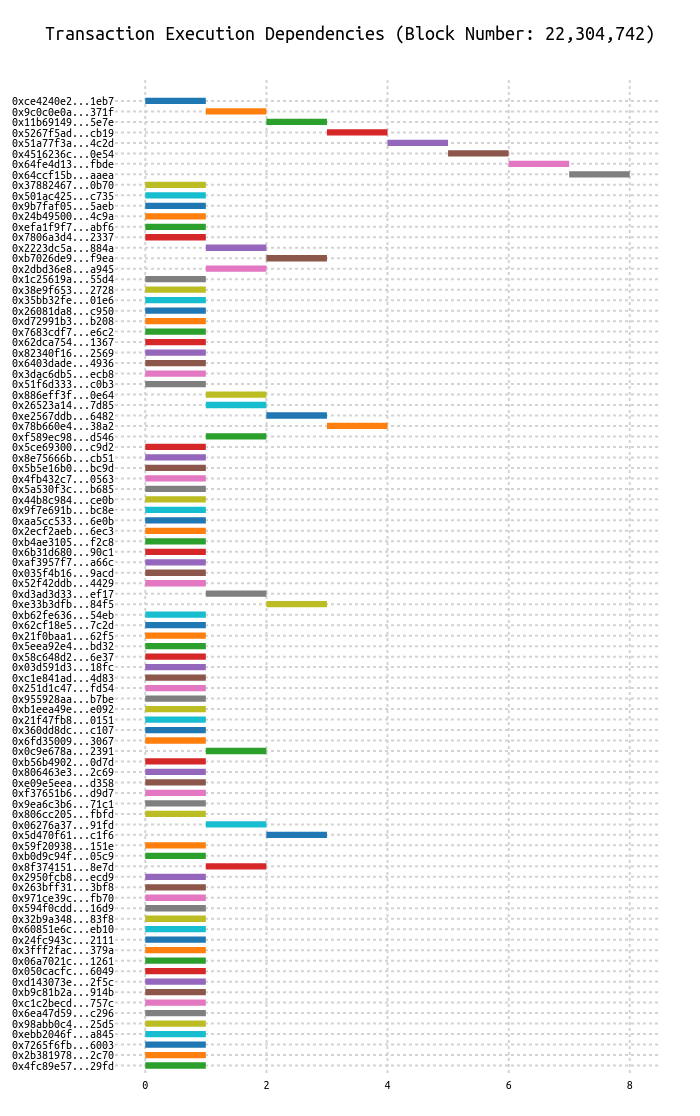 Transaction Execution Dependencies (Block Number: 22,304,742)
0xce4240e2...1eb7
0x9c0c0e0a...371f
0x11b69149...5e7e
0x5267f5ad...cb19
0x51a77f3a...4c2d
0x4516236c...0e54
0x64fe4d13...fbde
0x64ccf15b...aaea
0x37882467...0b70
0x501ac425...c735
0x9b7faf05...5aeb
0x24b49500...4c9a
0xefa1f9f7...abf6
0x7806a3d4...2337
0x2223dc5a...884a
0xb7026de9...f9ea
0x2dbd36e8...a945
0x1c25619a...55d4
0x38e9f653...2728
0x35bb32fe...01e6
0x26081da8...c950
0xd72991b3...b208
0x7683cdf7...e6c2
0x62dca754...1367
0x82340f16...2569
0x6403dade...4936
0x3dac6db5...ecb8
0x51f6d333...c0b3
0x886eff3f...0e64
0x26523a14...7d85
0xe2567ddb...6482
0x78b660e4...38a2
0xf589ec98...d546
0x5ce69300...c9d2
0x8e75666b...cb51
0x5b5e16b0...bc9d
0x4fb432c7...0563
0x5a530f3c...b685
0x44b8c984...ce0b
0x9f7e691b...bc8e
0xaa5cc533...6e0b
0x2ecf2aeb...6ec3
0xb4ae3105...f2c8
0x6b31d680...90c1
0xaf3957f7...a66c
0x035f4b16...9acd
0x52f42ddb...4429
0xd3ad3d33...ef17
0xe33b3dfb...84f5
0xb62fe636...54eb
0x62cf18e5...7c2d
0x21f0baa1...62f5
0x5eea92e4...bd32
0x58c648d2...6e37
0x03d591d3...18fc
0xc1e841ad...4d83
0x251d1c47...fd54
0x955928aa...b7be
0xb1eea49e...e092
0x21f47fb8...0151
0x360dd8dc...c107
0x6fd35009...3067
0x0c9e678a...2391
0xb56b4902...0d7d
0x806463e3...2c69
0xe09e5eea...d358
0xf37651b6...d9d7
0x9ea6c3b6...71c1
0x806cc205...fbfd
0x06276a37...91fd
0x5d470f61...c1f6
0x59f20938...151e
0xb0d9c94f...05c9
0x8f374151...8e7d
0x2950fcb8...ecd9
0x263bff31...3bf8
0x971ce39c...fb70
0x594f0cdd...16d9
0x32b9a348...83f8
0x60851e6c...eb10
0x24fc943c...2111
0x3fff2fac...379a
0x06a7021c...1261
0x050cacfc...6049
0xd143073e...2f5c
0xb9c81b2a...914b
0xc1c2becd...757c
0x6ea47d59...c296
0x98abb0c4...25d5
0xebb2046f...a845
0x7265f6fb...6003
0x2b381978...2c70
0x4fc89e57...29fd
0 2 4 6 8